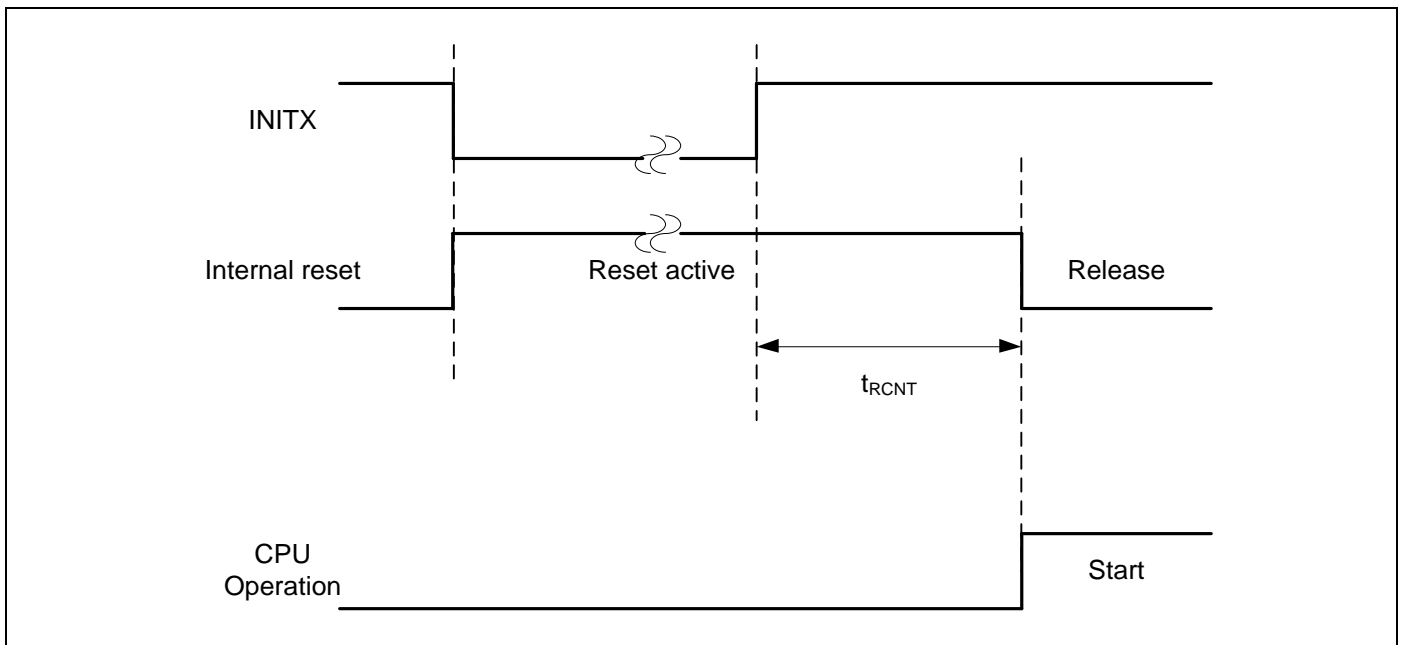 INITX
Internal reset
Reset active
Release
tRCNT
CPU
Operation
Start